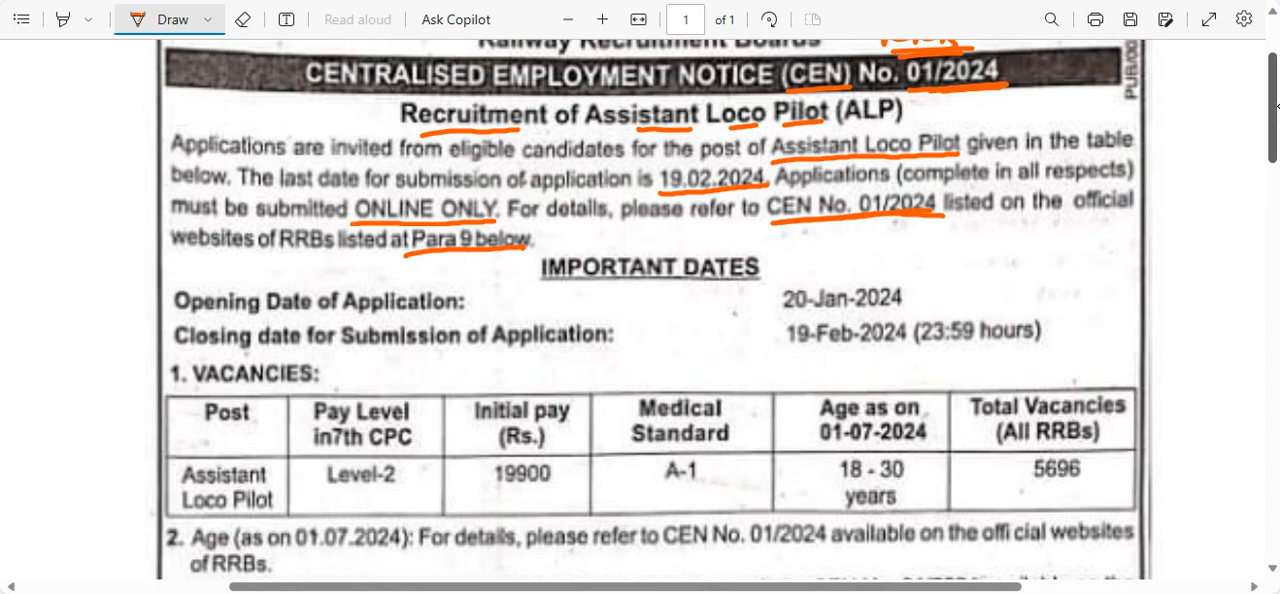 Draw
Read aloud
Ask Copilot
1
of 1
Railway Recruitment Boards
CENTRALISED EMPLOYMENT NOTICE (CEN) No. 01/2024
PUB/00
Recruitment of Assistant Loco Pilot (ALP)
Applications are invited from eligible candidates for the post of Assistant Loco Pilot given in the table
below. The last date for submission of application is 19.02.2024. Applications (complete in all respects)
must be submitted ONLINE ONLY. For details, please refer to CEN No. 01/2024 listed on the official
websites of RRBs listed at Para 9 below.
IMPORTANT DATES
Opening Date of Application: 20-Jan-2024
Closing date for Submission of Application: 19-Feb-2024 (23:59 hours)
1. VACANCIES:
Post Pay Level Initial pay Medical Age as on Total Vacancies
in7th CPC (Rs.) Standard 01-07-2024 (All RRBs)
Assistant Level-2 19900 A-1 18 - 30 5696
Loco Pilot years
2. Age (as on 01.07.2024): For details, please refer to CEN No. 01/2024 available on the offi cial websites
of RRBs.